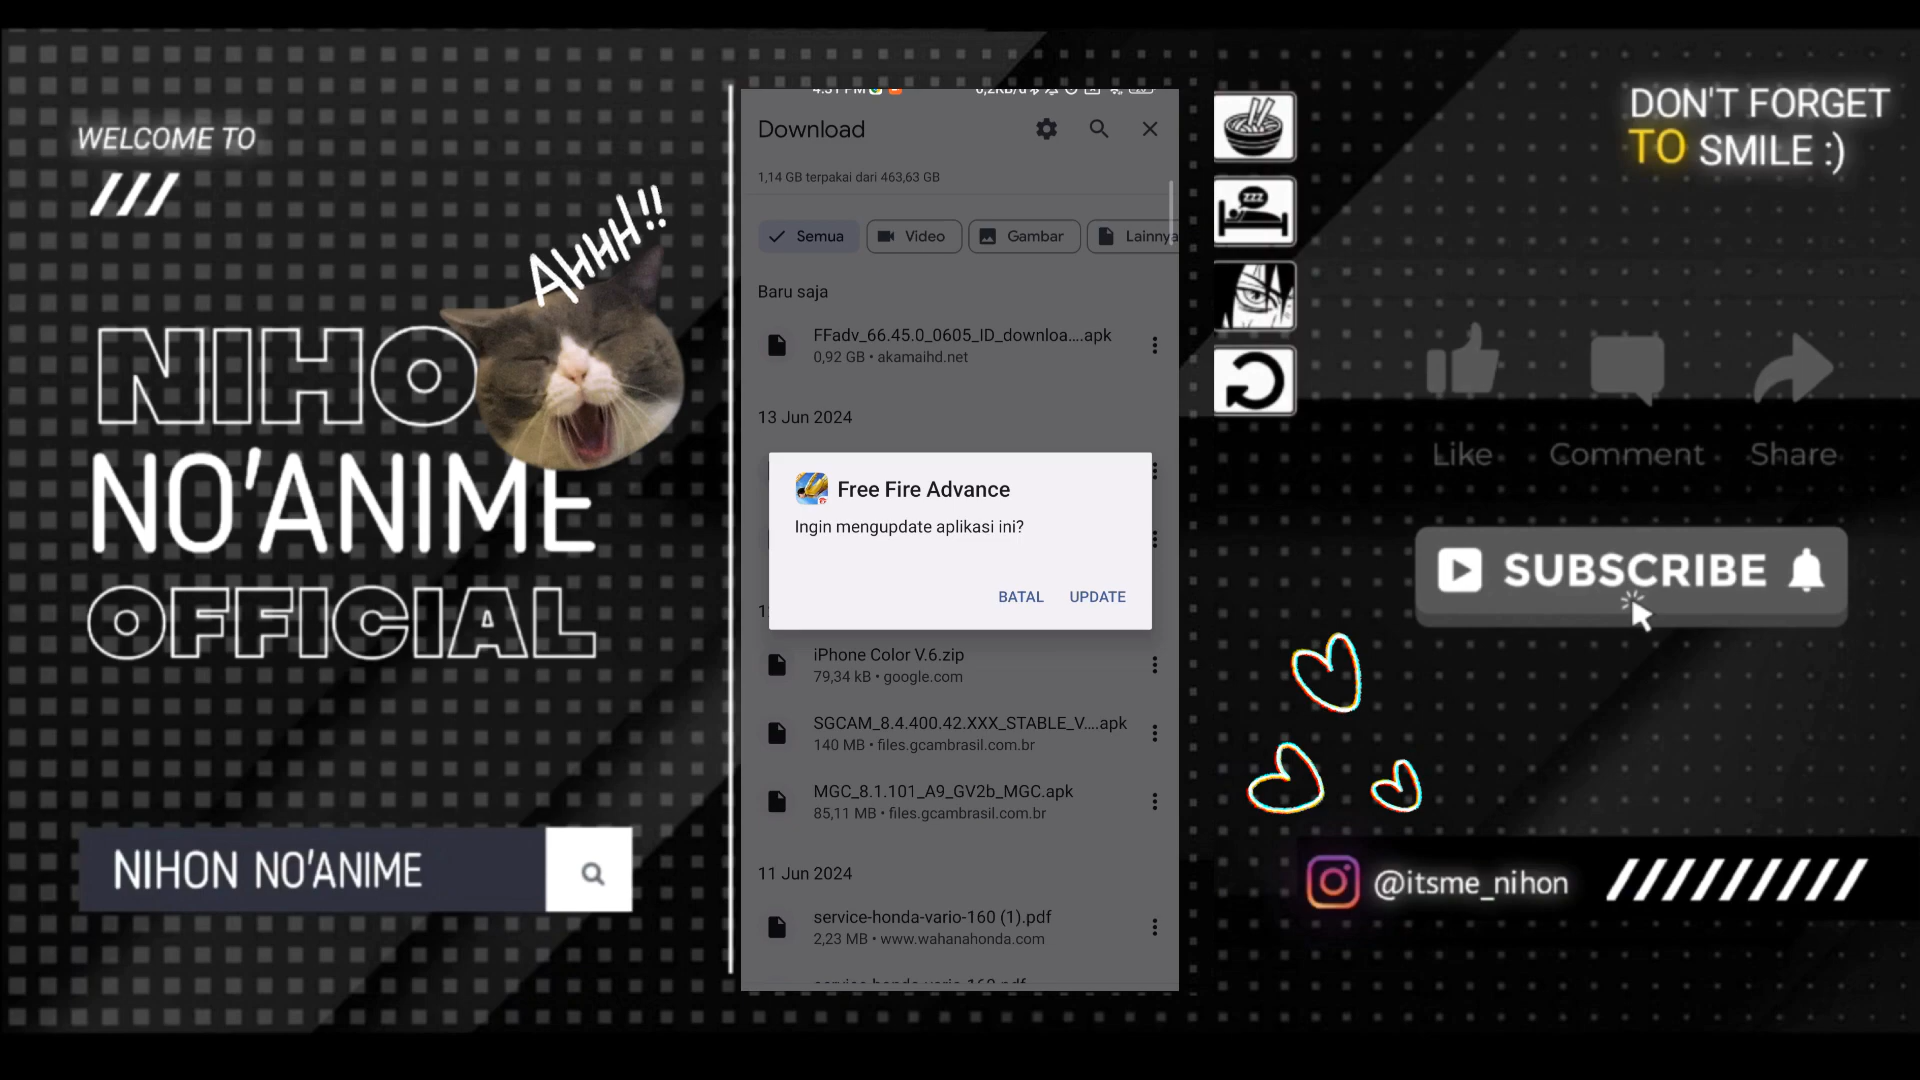 WELCOME TO
AHHH!!
NIHO
NO'ANIME
OFFICIAL
NIHON NO'ANIME
4:31 PM
Download
1,14 GB terpakai dari 463,63 GB
Semua
Video
Gambar
Lainnya
Baru saja
FFadv_66.45.0_0605_ID_downloa....apk
0,92 GB • akamaihd.net
13 Jun 2024
Free Fire Advance
Ingin mengupdate aplikasi ini?
BATAL
UPDATE
iPhone Color V.6.zip
79,34 kB • google.com
SGCAM_8.4.400.42.XXX_STABLE_V....apk
140 MB • files.gcambrasil.com.br
MGC_8.1.101_A9_GV2b_MGC.apk
85,11 MB • files.gcambrasil.com.br
11 Jun 2024
service-honda-vario-160 (1).pdf
2,23 MB • www.wahanahonda.com
zzz
DON'T FORGET
TO SMILE :)
Like
Comment
Share
SUBSCRIBE
@itsme_nihon